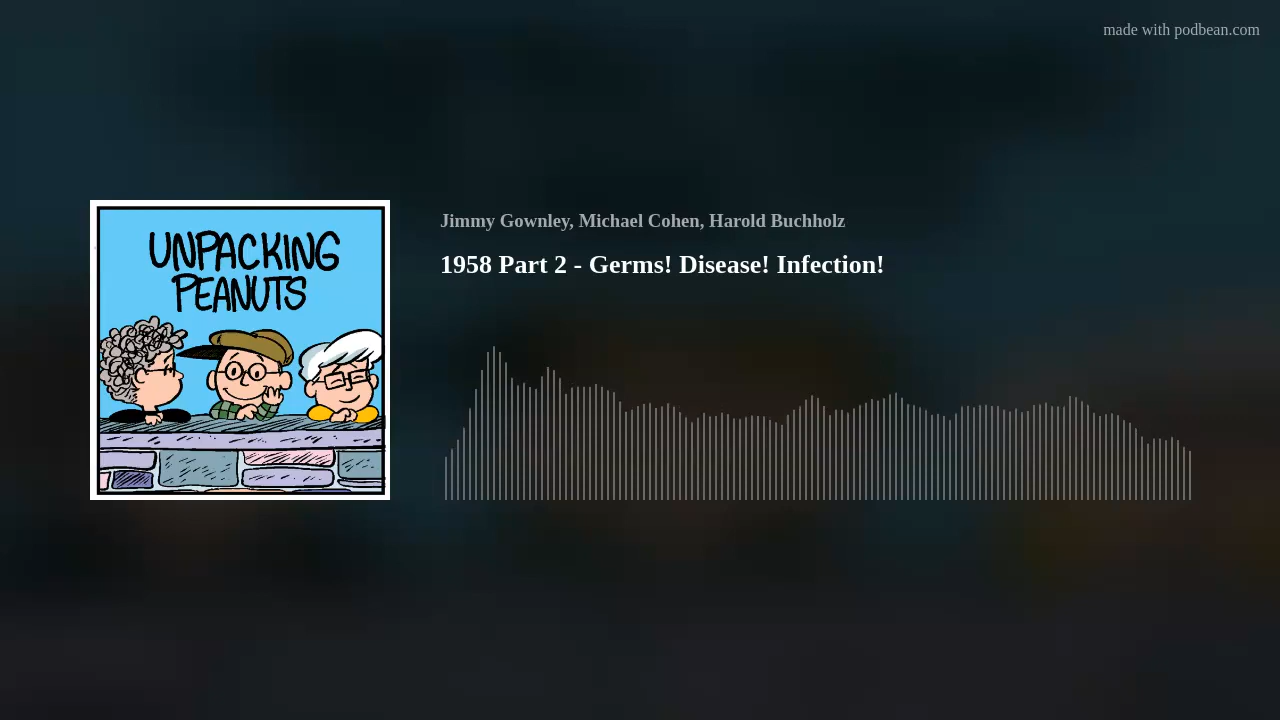 made with podbean.com
UNPACKING
PEANUTS
Jimmy Gownley, Michael Cohen, Harold Buchholz
1958 Part 2 - Germs! Disease! Infection!